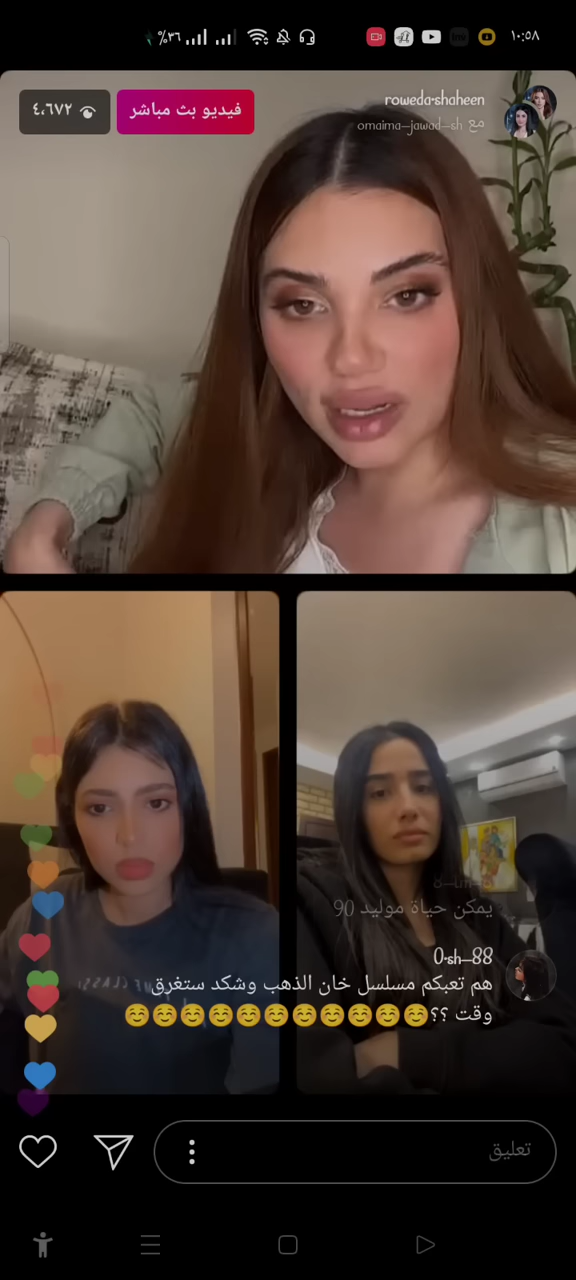 ١٠:٥٨
%٣٦
roweda-shaheen
مع omaima—jawad—sh
فيديو بث مباشر
٤،٦٧٢
يمكن حياة موليد 90
0-sh—88
هم تعبكم مسلسل خان الذهب وشكد ستغرق
وقت ؟؟😊😊😊😊😊😊😊😊😊😊😊
تعليق